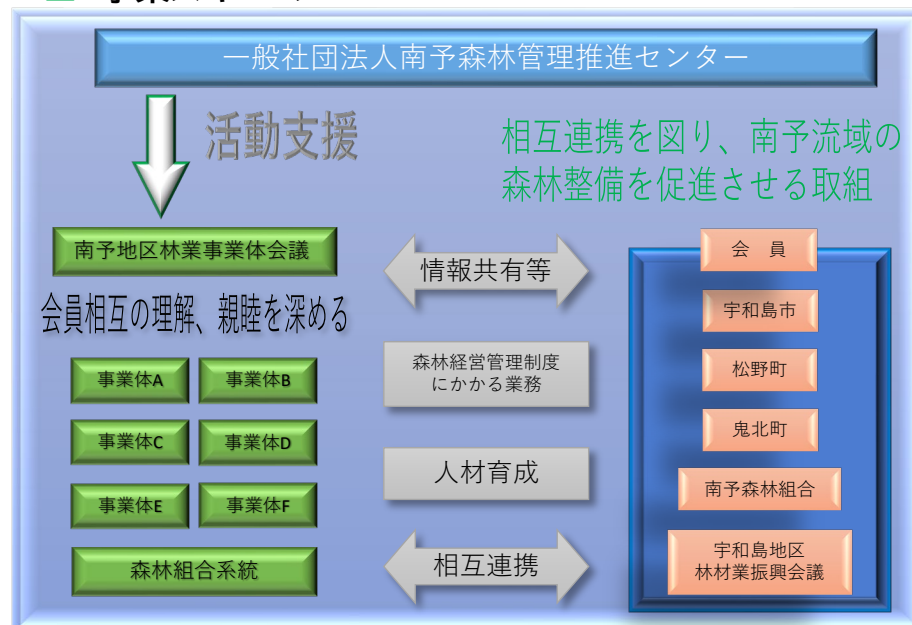 一般社団法人南予森林管理推進センター
活動支援
相互連携を図り、南予流域の
森林整備を促進させる取組
南予地区林業事業体会議
会員相互の理解、親睦を深める
事業体A
事業体B
事業体C
事業体D
事業体E
事業体F
森林組合系統
情報共有等
森林経営管理制度
にかかる業務
人材育成
相互連携
会　員
宇和島市
松野町
鬼北町
南予森林組合
宇和島地区
林材業振興会議